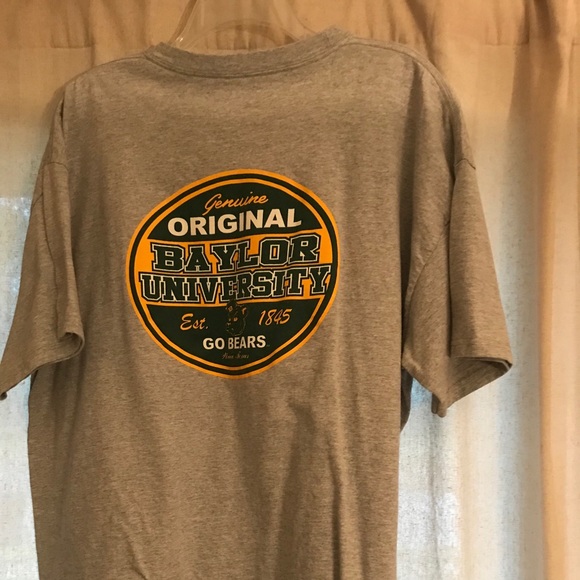 Genuine
ORIGINAL
BAYLOR
UNIVERSITY
Est. 1845
GO BEARS